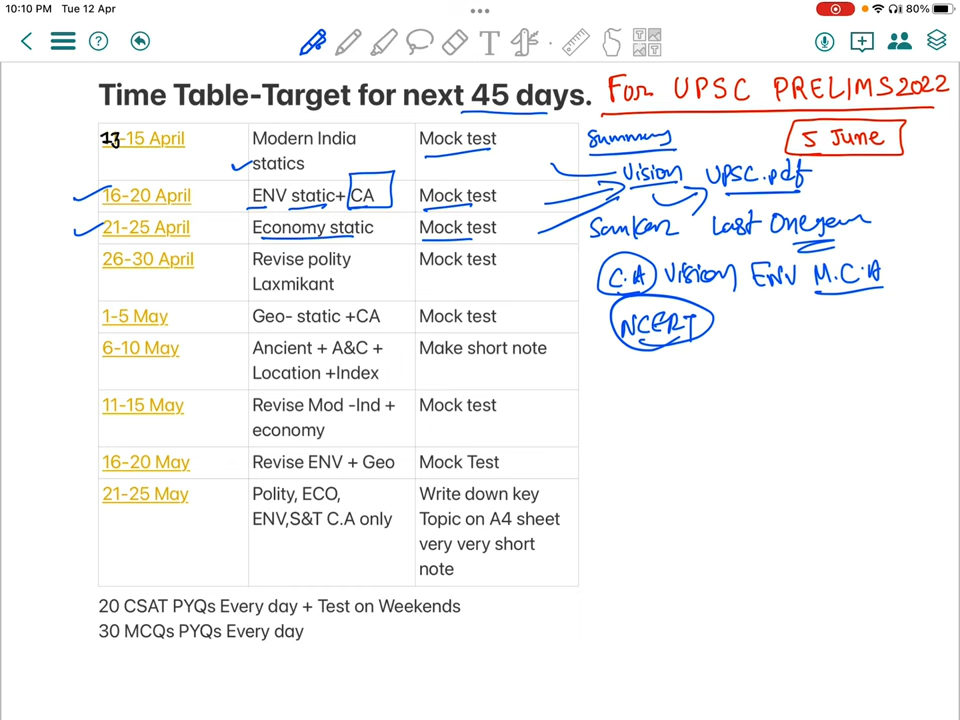 10:10 PM Tue 12 Apr
80%
Time Table-Target for next 45 days. For UPSC PRELIMS 2022
5 June
13-15 April Modern India statics Mock test
Summary
Vision UPSC.pdf
16-20 April ENV static+ CA Mock test
21-25 April Economy static Mock test
Sankar Last One year
26-30 April Revise polity Laxmikant Mock test
C.A Vision ENV M.C.A
NCERT
1-5 May Geo- static +CA Mock test
6-10 May Ancient + A&C + Location +Index Make short note
11-15 May Revise Mod -Ind + economy Mock test
16-20 May Revise ENV + Geo Mock Test
21-25 May Polity, ECO, ENV,S&T C.A only Write down key Topic on A4 sheet very very short note
20 CSAT PYQs Every day + Test on Weekends
30 MCQs PYQs Every day